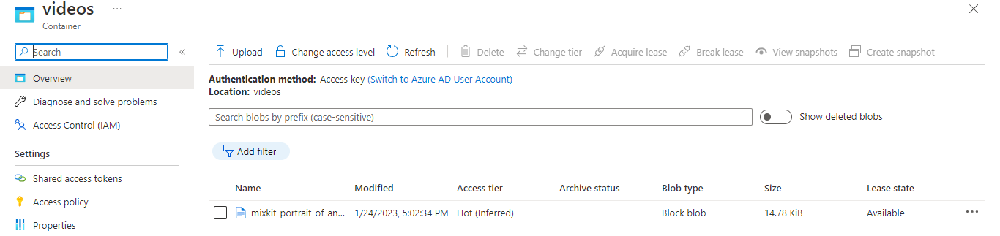 videos ...
Container
Search «
Upload Change access level Refresh Delete Change tier Acquire lease Break lease View snapshots Create snapshot
Overview
Authentication method: Access key (Switch to Azure AD User Account)
Location: videos
Diagnose and solve problems
Search blobs by prefix (case-sensitive) Show deleted blobs
Access Control (IAM)
Settings
Add filter
Shared access tokens
Access policy
Properties
Name Modified Access tier Archive status Blob type Size Lease state
mixkit-portrait-of-an... 1/24/2023, 5:02:34 PM Hot (Inferred) Block blob 14.78 KiB Available ...